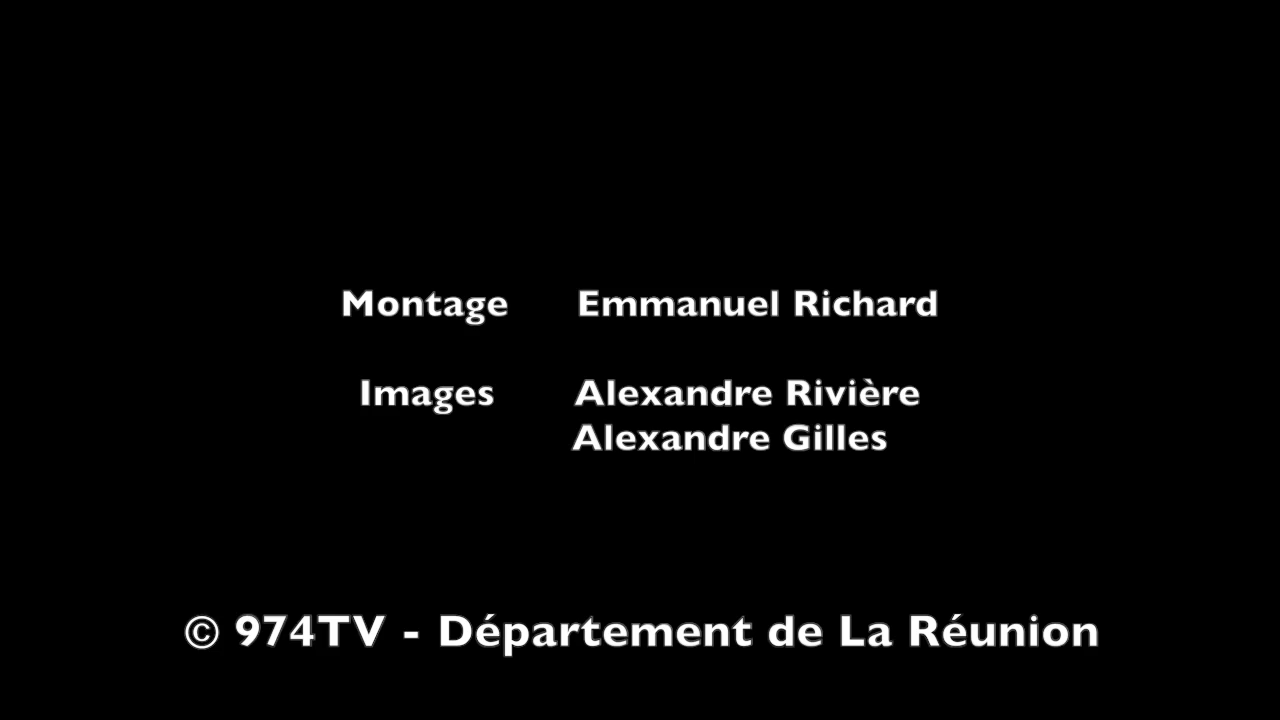 Montage Emmanuel Richard
Images Alexandre Rivière
Alexandre Gilles
© 974TV - Département de La Réunion